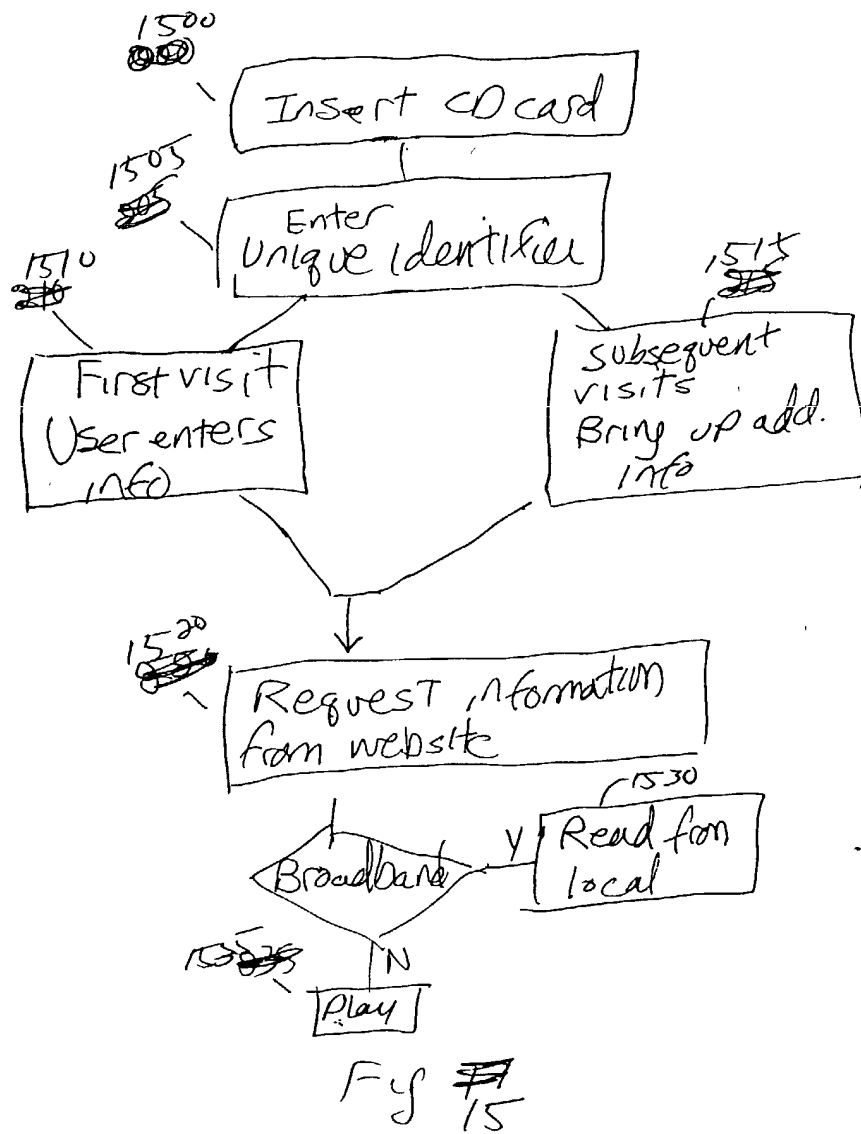 1500
Insert CD card
1505
Enter
Unique identifier
1510
First visit
User enters
info
1515
Subsequent
visits
Bring up add.
info
1520
Request information
from website
Broadband
Y
1530
Read from
local
N
1535
Play
Fig
15